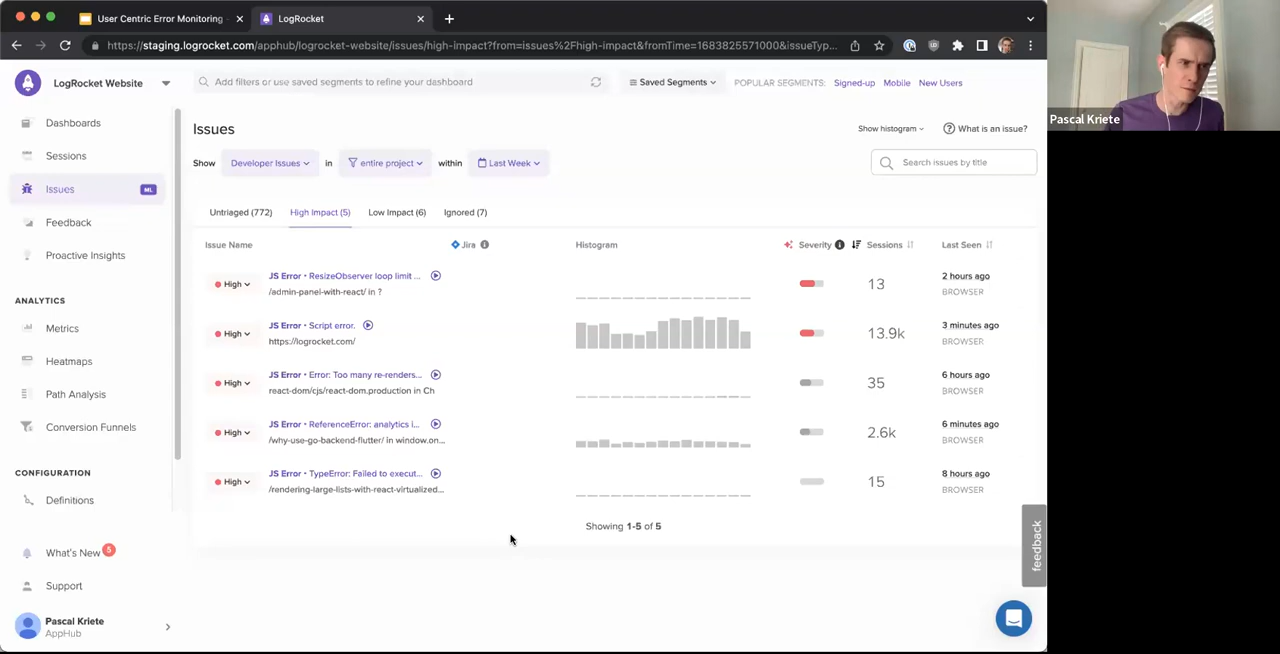 User Centric Error Monitoring
LogRocket
https://staging.logrocket.com/apphub/logrocket-website/issues/high-impact?from=issues%2Fhigh-impact&fromTime=1683825571000&issueTyp...
LogRocket Website
Add filters or use saved segments to refine your dashboard
Saved Segments
POPULAR SEGMENTS:
Signed-up
Mobile
New Users
Pascal Kriete
Dashboards
Sessions
Issues
ML
Feedback
Proactive Insights
ANALYTICS
Metrics
Heatmaps
Path Analysis
Conversion Funnels
CONFIGURATION
Definitions
What's New 5
Support
Pascal Kriete
AppHub
Issues
Show histogram
What is an issue?
Show Developer Issues in entire project within Last Week
Search issues by title
Untriaged (772) High Impact (5) Low Impact (6) Ignored (7)
Issue Name Jira Histogram Severity Sessions Last Seen
High JS Error • ResizeObserver loop limit ... 13 2 hours ago
/admin-panel-with-react/ in ? BROWSER
High JS Error • Script error. 13.9k 3 minutes ago
https://logrocket.com/ BROWSER
High JS Error • Error: Too many re-renders... 35 6 hours ago
react-dom/cjs/react-dom.production in Ch BROWSER
High JS Error • ReferenceError: analytics i... 2.6k 6 minutes ago
/why-use-go-backend-flutter/ in window.on... BROWSER
High JS Error • TypeError: Failed to execut... 15 8 hours ago
/rendering-large-lists-with-react-virtualized... BROWSER
Showing 1-5 of 5
feedback